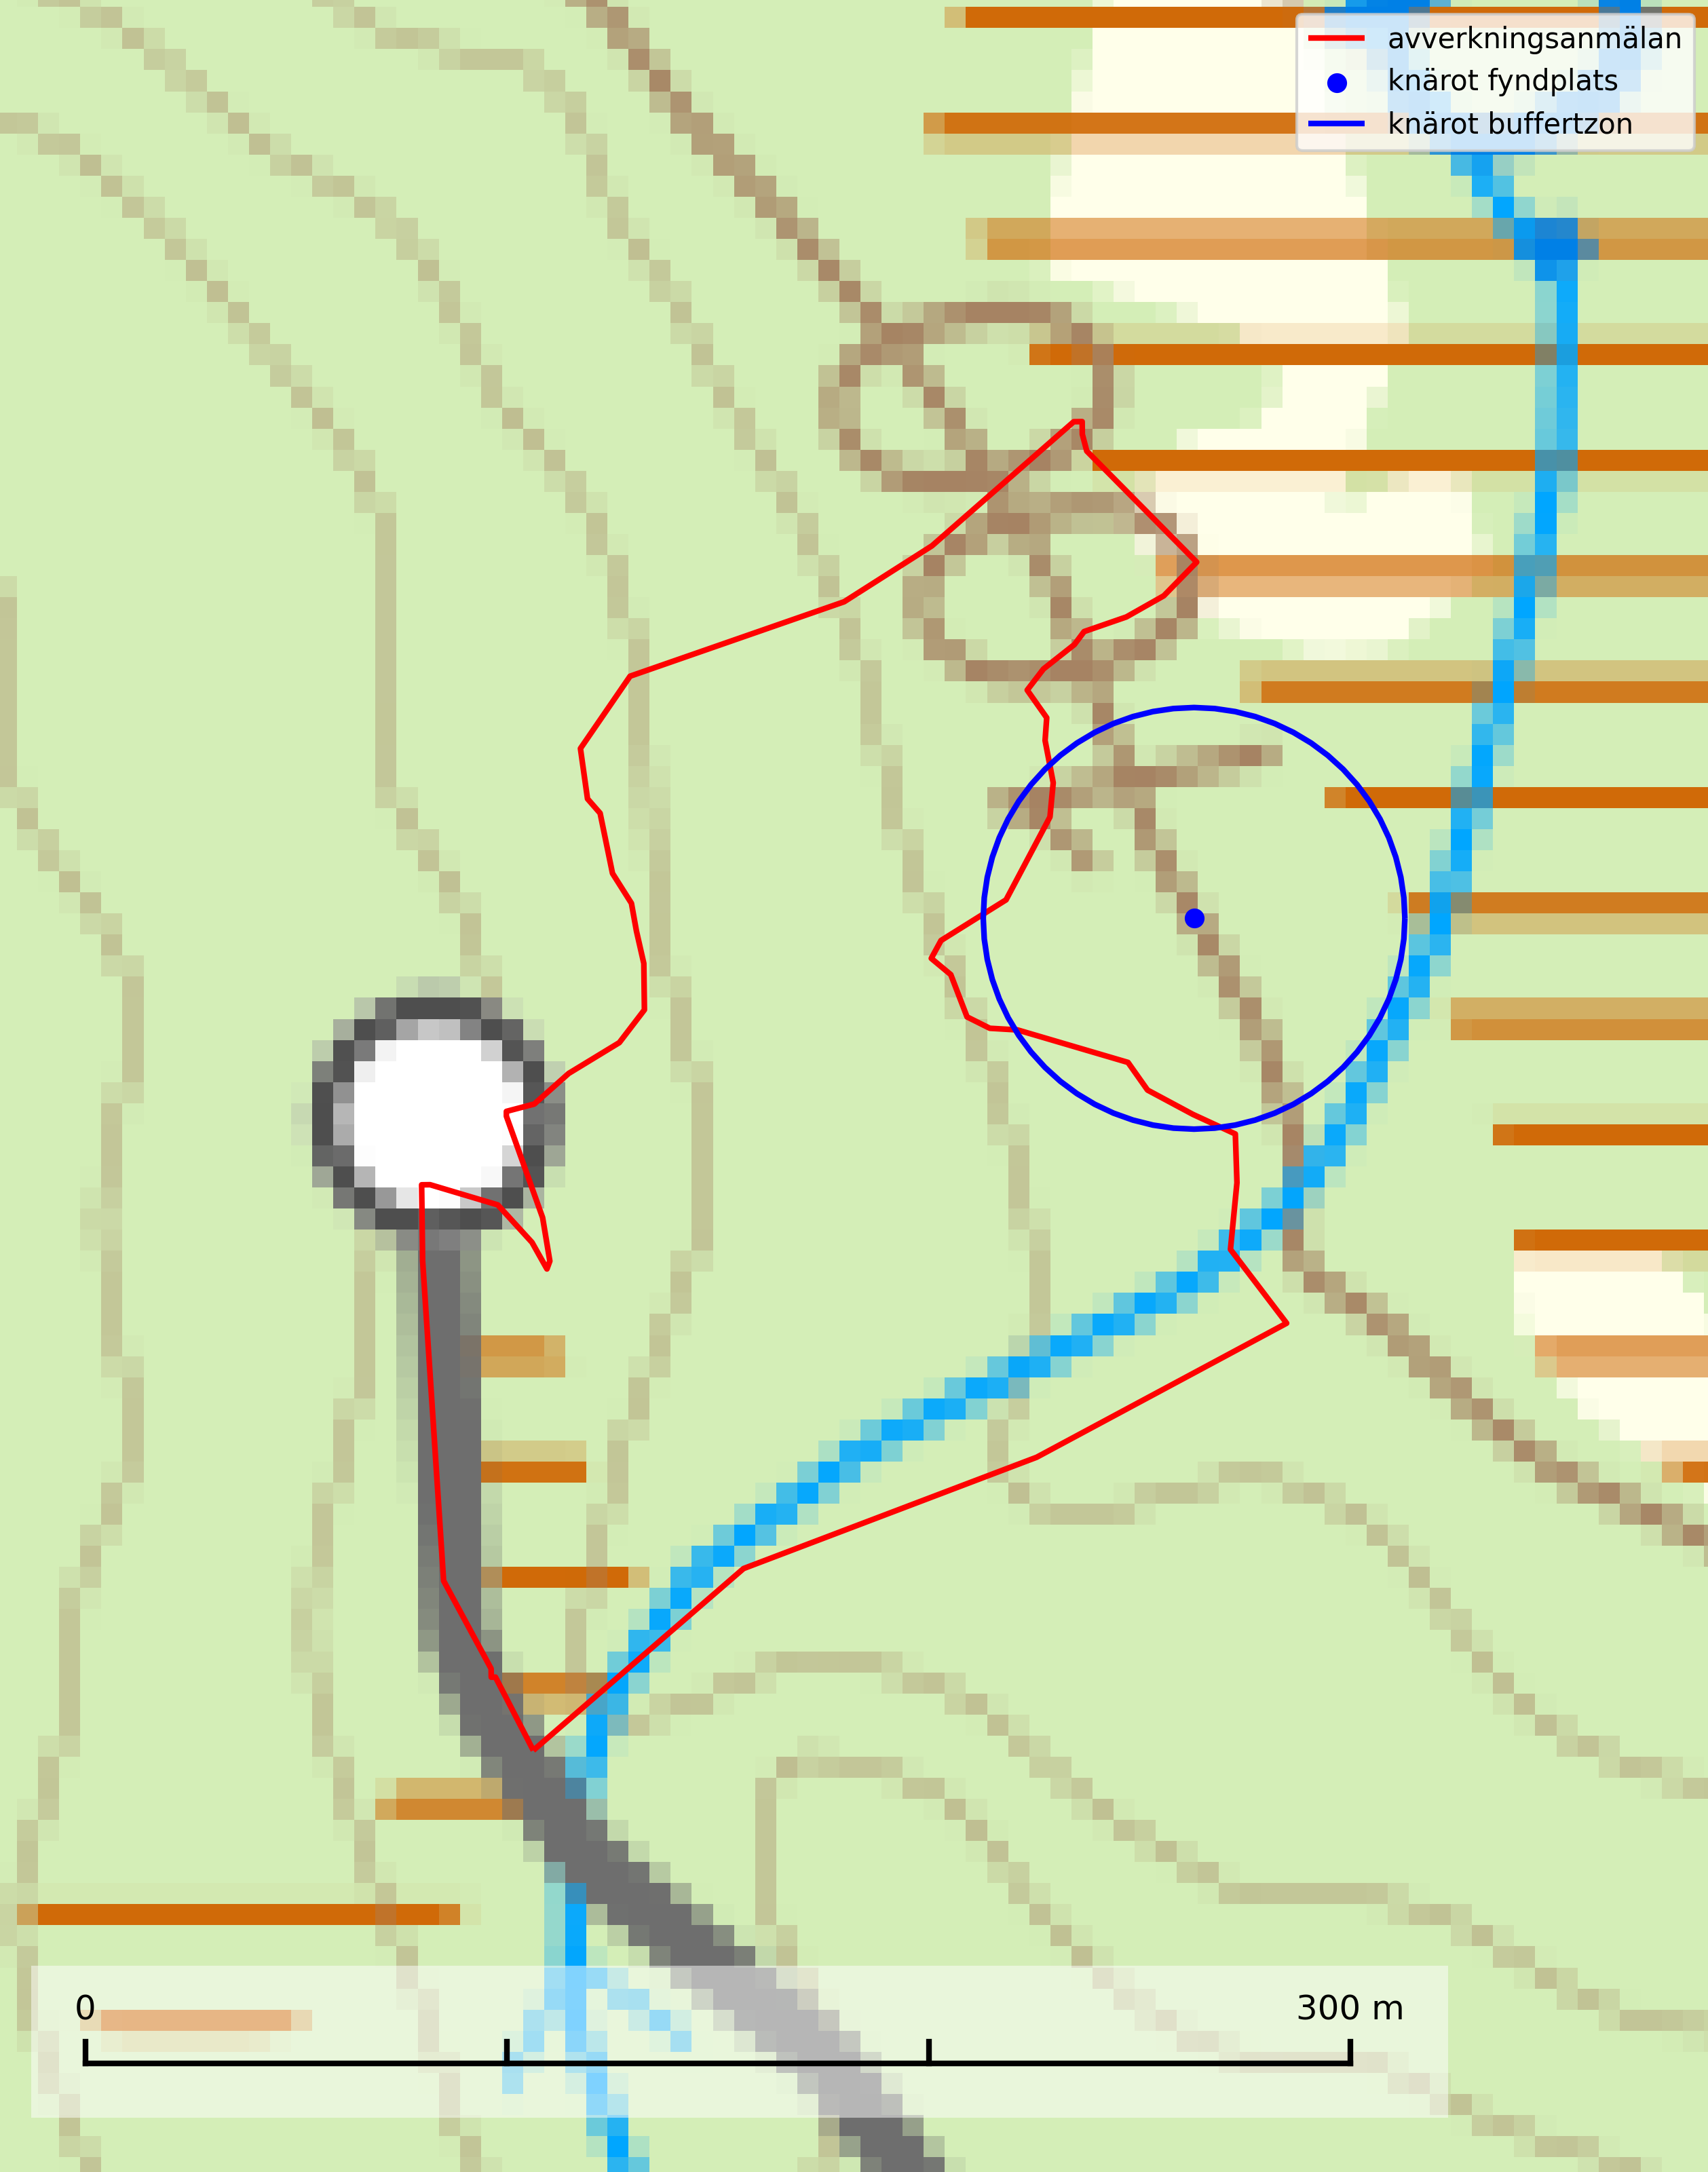 avverkningsanmälan
knärot fyndplats
knärot buffertzon
0
300 m